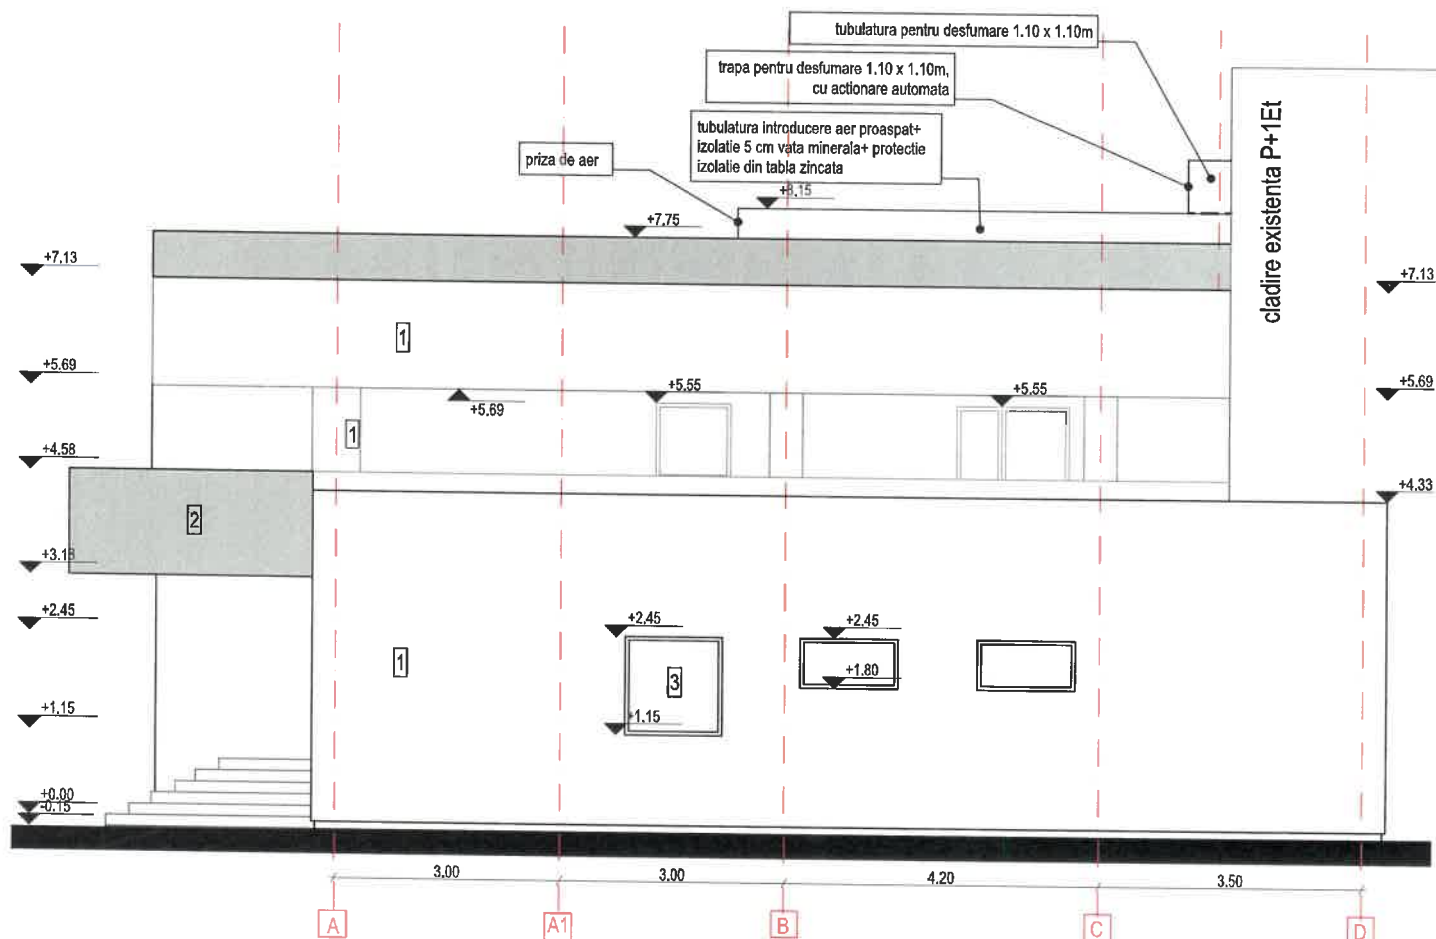 tubulatura pentru desfumare 1.10 x 1.10m
trapa pentru desfumare 1.10 x 1.10m,
cu actionare automata
tubulatura introducere aer proaspat+
izolatie 5 cm vata minerala+ protectie
izolatie din tabla zincata
priza de aer
cladire existenta P+1Et
+8.15
+7.75
+7.13
+7.13
1
+5.69
+5.55
+5.55
+5.69
+5.69
1
+4.58
+4.33
2
+3.18
+2.45
+2.45
+2.45
1
3
+1.80
+1.15
+1.15
+0.00
-0.15
3.00
3.00
4.20
3.50
A
A1
B
C
D